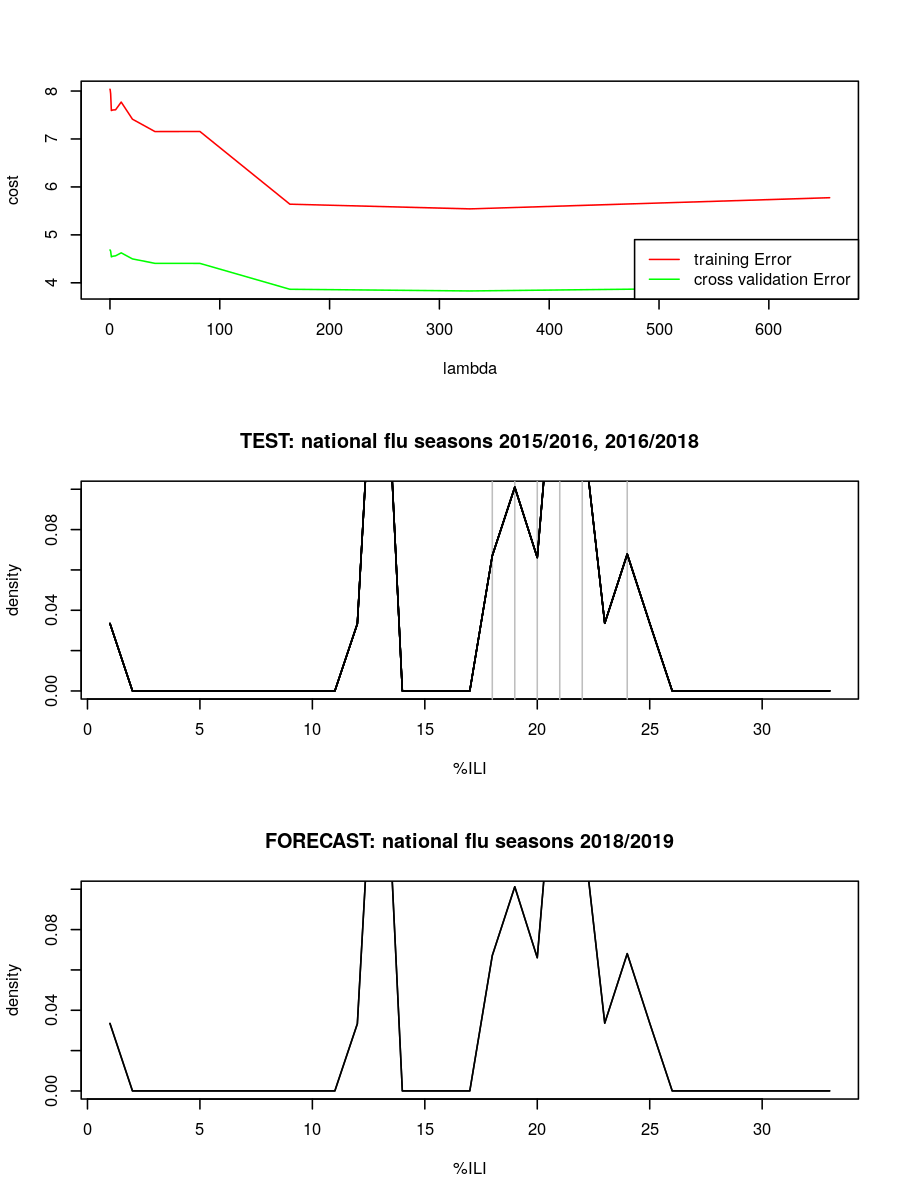 8
7
6
5
4
cost
training Error
cross validation Error
0 100 200 300 400 500 600
lambda
TEST: national flu seasons 2015/2016, 2016/2018
0.08
0.04
0.00
density
0 5 10 15 20 25 30
%ILI
FORECAST: national flu seasons 2018/2019
0.08
0.04
0.00
density
0 5 10 15 20 25 30
%ILI